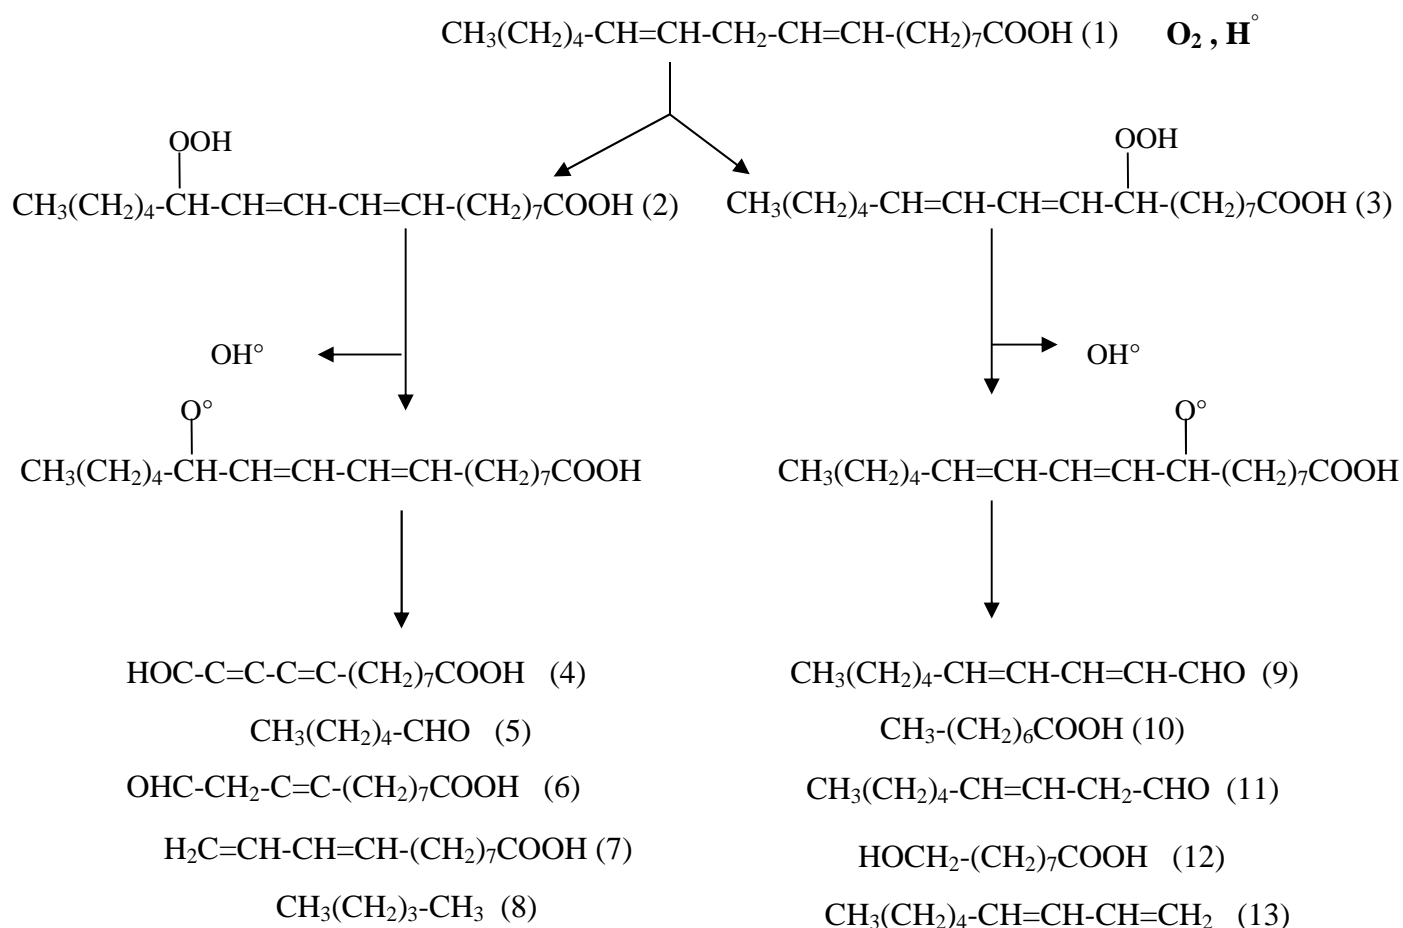 CH₃(CH₂)₄-CH=CH-CH₂-CH=CH-(CH₂)₇COOH (1) O₂ , H°
OOH
OOH
CH₃(CH₂)₄-CH-CH=CH-CH=CH-(CH₂)₇COOH (2)
CH₃(CH₂)₄-CH=CH-CH=CH-CH-(CH₂)₇COOH (3)
OH°
OH°
O°
O°
CH₃(CH₂)₄-CH-CH=CH-CH=CH-(CH₂)₇COOH
CH₃(CH₂)₄-CH=CH-CH=CH-CH-(CH₂)₇COOH
HOC-C=C-C=C-(CH₂)₇COOH (4)
CH₃(CH₂)₄-CHO (5)
OHC-CH₂-C=C-(CH₂)₇COOH (6)
H₂C=CH-CH=CH-(CH₂)₇COOH (7)
CH₃(CH₂)₃-CH₃ (8)
CH₃(CH₂)₄-CH=CH-CH=CH-CHO (9)
CH₃-(CH₂)₆COOH (10)
CH₃(CH₂)₄-CH=CH-CH₂-CHO (11)
HOCH₂-(CH₂)₇COOH (12)
CH₃(CH₂)₄-CH=CH-CH=CH₂ (13)